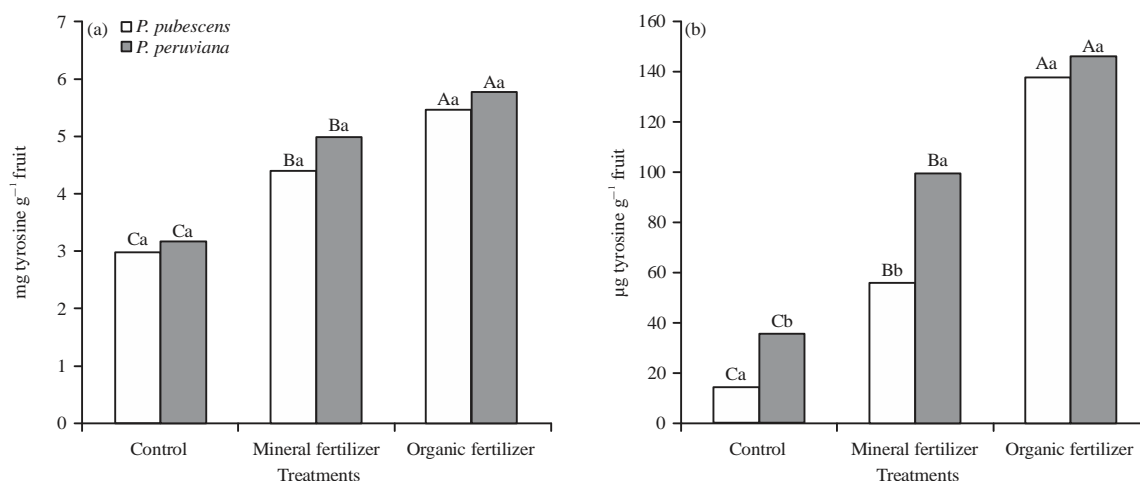 (a)
P. pubescens
P. peruviana
7
6
5
4
3
2
1
0
mg tyrosine g⁻¹ fruit
Ca
Ca
Ba
Ba
Aa
Aa
Control
Mineral fertilizer
Organic fertilizer
Treatments
(b)
160
140
120
100
80
60
40
20
0
µg tyrosine g⁻¹ fruit
Ca
Cb
Bb
Ba
Aa
Aa
Control
Mineral fertilizer
Organic fertilizer
Treatments